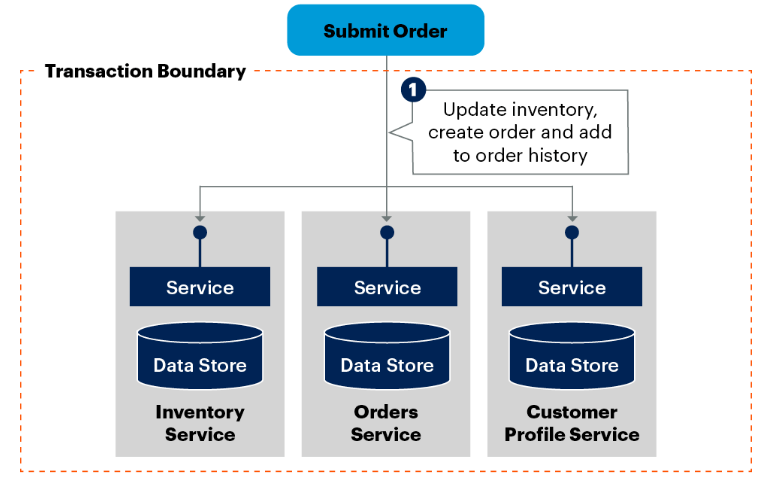 Submit Order
Transaction Boundary
1
Update inventory,
create order and add
to order history
Service
Service
Service
Data Store
Data Store
Data Store
Inventory
Service
Orders
Service
Customer
Profile Service